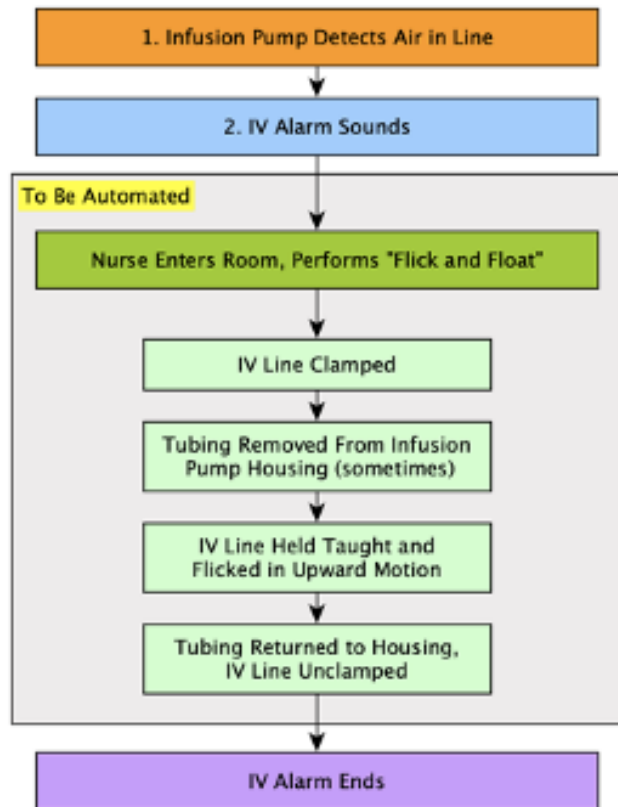 1. Infusion Pump Detects Air in Line
2. IV Alarm Sounds
To Be Automated
Nurse Enters Room, Performs "Flick and Float"
IV Line Clamped
Tubing Removed From Infusion
Pump Housing (sometimes)
IV Line Held Taught and
Flicked in Upward Motion
Tubing Returned to Housing,
IV Line Unclamped
IV Alarm Ends